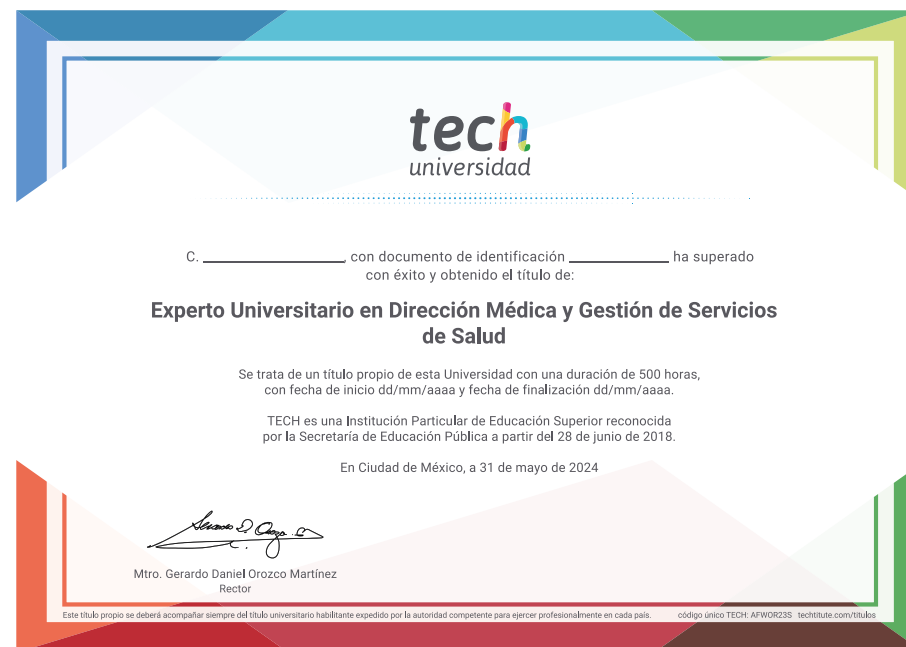 tech
universidad
C. ____________, con documento de identificación ____________ ha superado
con éxito y obtenido el título de:
Experto Universitario en Dirección Médica y Gestión de Servicios
de Salud
Se trata de un título propio de esta Universidad con una duración de 500 horas,
con fecha de inicio dd/mm/aaaa y fecha de finalización dd/mm/aaaa.
TECH es una Institución Particular de Educación Superior reconocida
por la Secretaría de Educación Pública a partir del 28 de junio de 2018.
En Ciudad de México, a 31 de mayo de 2024
Mtro. Gerardo Daniel Orozco Martínez
Rector
Este título propio se deberá acompañar siempre del título universitario habilitante expedido por la autoridad competente para ejercer profesionalmente en cada país. código único TECH: AFWOR23S techtitute.com/titulos